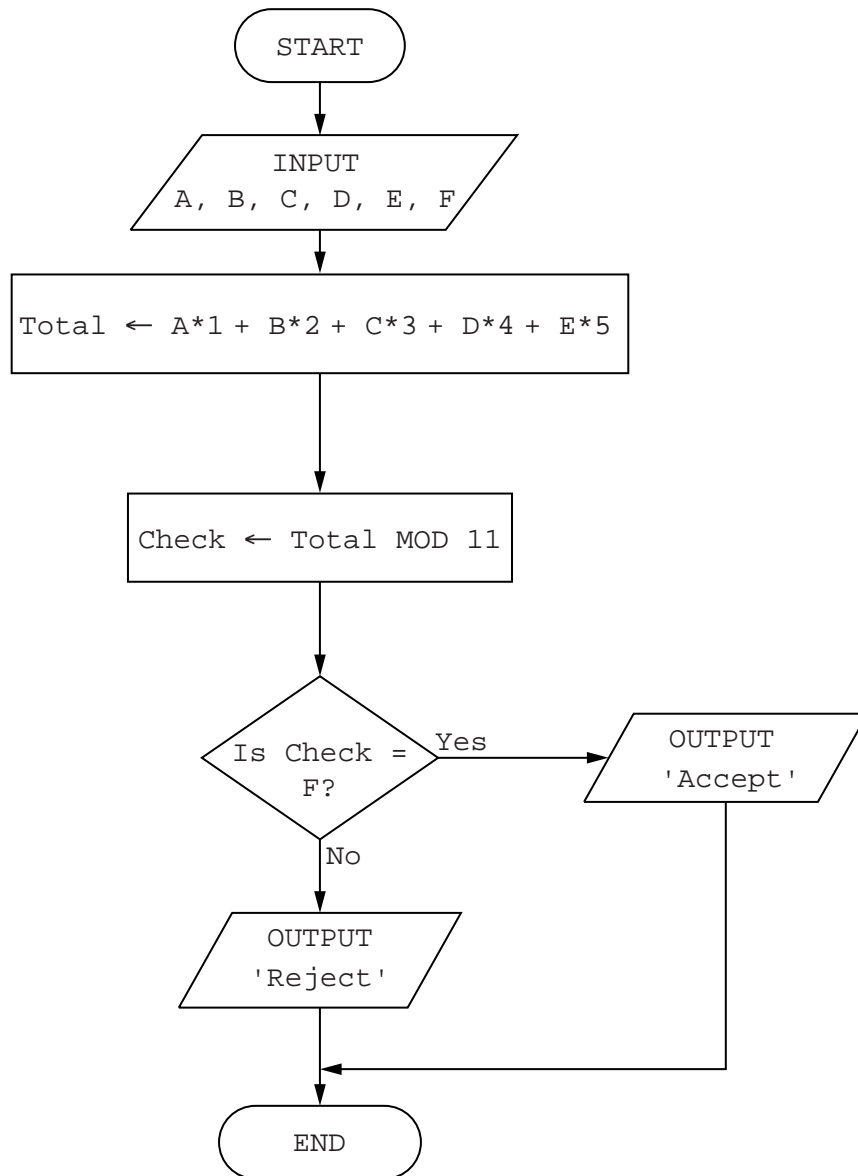 START
INPUT
A, B, C, D, E, F
Total ← A*1 + B*2 + C*3 + D*4 + E*5
Check ← Total MOD 11
Is Check =
F?
Yes
OUTPUT
'Accept'
No
OUTPUT
'Reject'
END